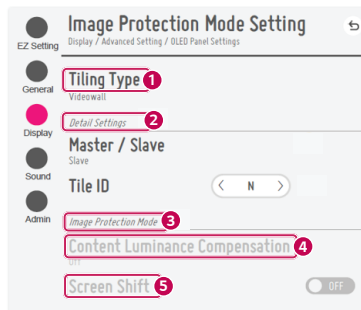 Image Protection Mode Setting
Display / Advanced Setting / OLED Panel Settings
EZ Setting
General
Display
Sound
Admin
Tiling Type 1
Videowall
Detail Settings 2
Master / Slave
Slave
Tile ID
< N >
Image Protection Mode 3
Content Luminance Compensation 4
Off
Screen Shift 5
OFF